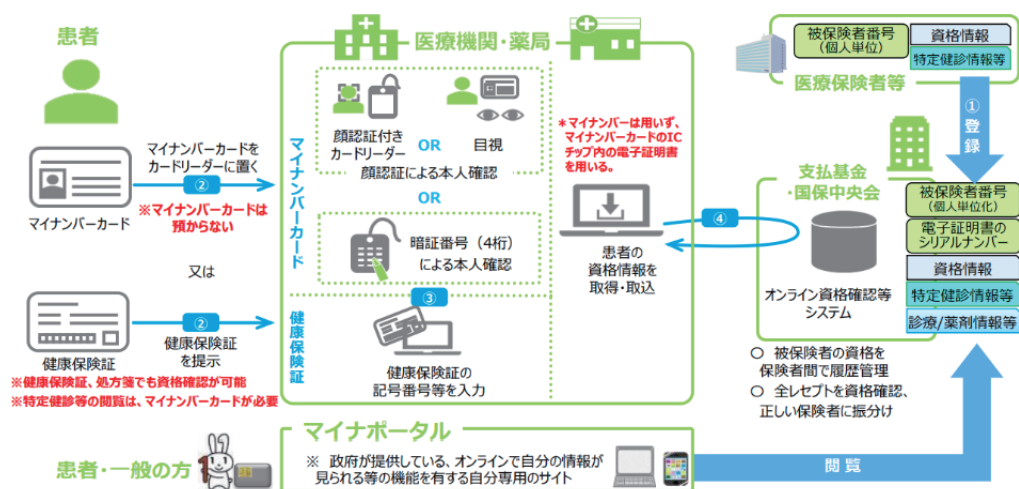 患者
マイナンバーカードを
カードリーダーに置く
②
※マイナンバーカードは
預からない
マイナンバーカード
又は
②
健康保険証
を提示
健康保険証
※健康保険証、処方箋でも資格確認が可能
※特定健診等の閲覧は、マイナンバーカードが必要
医療機関・薬局
マイナンバーカード
顔認証付き
カードリーダー
OR
目視
顔認証による本人確認
OR
暗証番号（4桁）
による本人確認
健康保険証
③
健康保険証の
記号番号等を入力
＊マイナンバーは用いず、
マイナンバーカードのIC
チップ内の電子証明書
を用いる。
患者の
資格情報を
取得・取込
④
被保険者番号
（個人単位）
資格情報
特定健診情報等
医療保険者等
①
登録
支払基金
・国保中央会
オンライン資格確認等
システム
被保険者番号
（個人単位化）
電子証明書の
シリアルナンバー
資格情報
特定健診情報等
診療/薬剤情報等
○ 被保険者の資格を
保険者間で履歴管理
○ 全レセプトを資格確認、
正しい保険者に振分け
患者・一般の方
マイナポータル
※ 政府が提供している、オンラインで自分の情報が
見られる等の機能を有する自分専用のサイト
閲覧